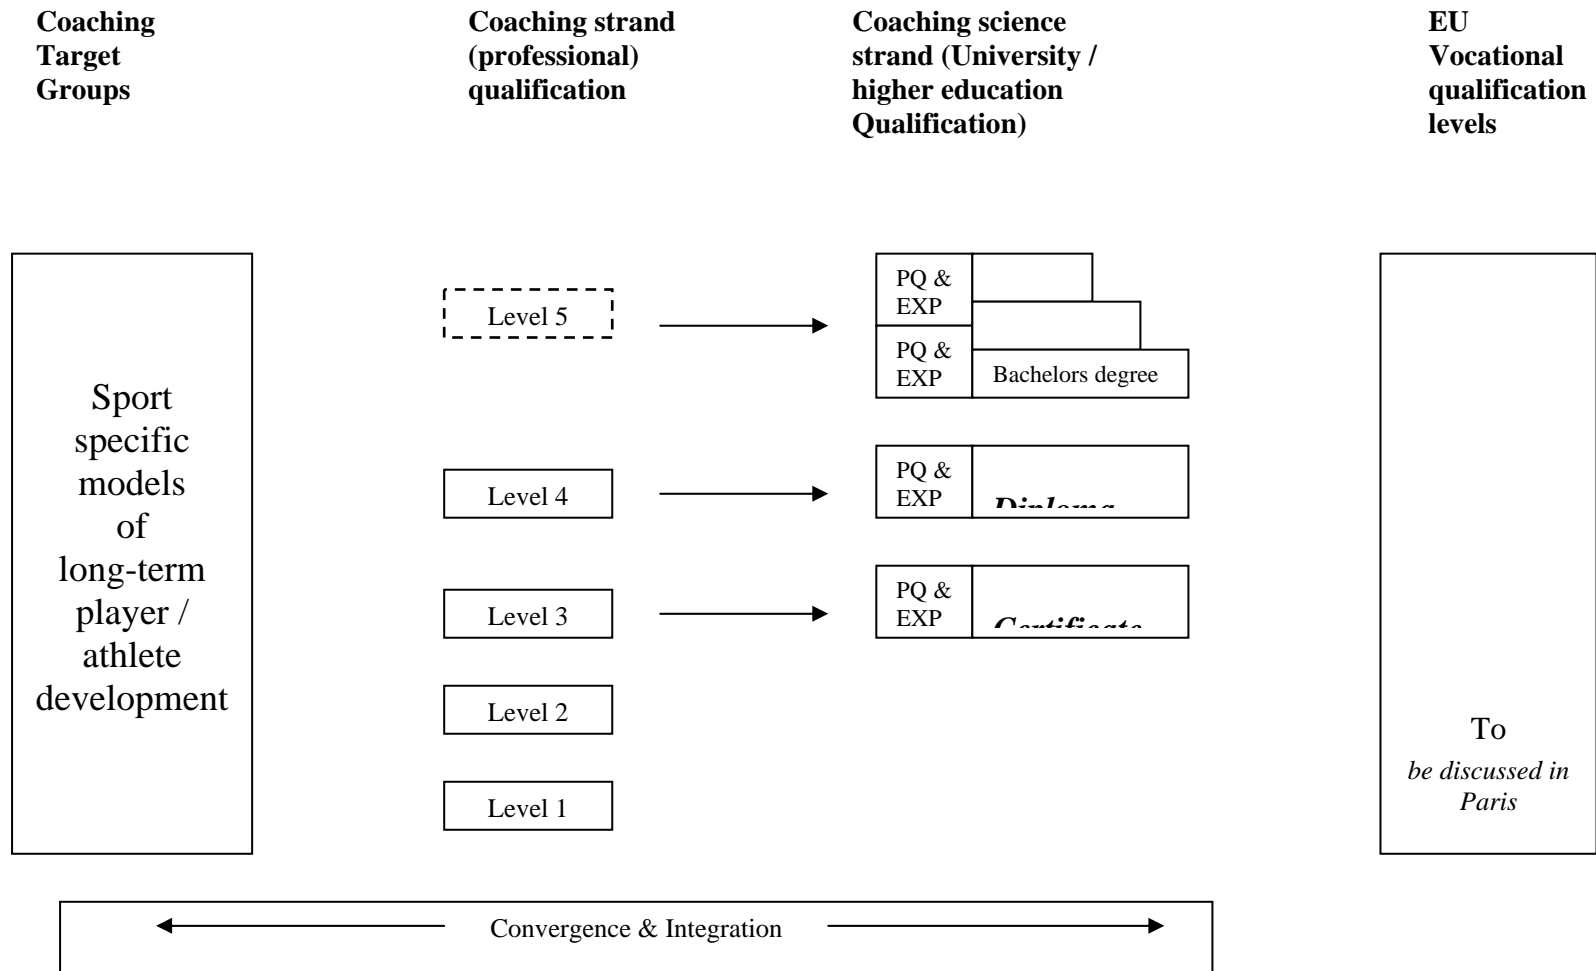 Coaching
Target
Groups
Coaching strand
(professional)
qualification
Coaching science
strand (University /
higher education
Qualification)
EU
Vocational
qualification
levels
Sport
specific
models
of
long-term
player /
athlete
development
Level 5
Level 4
Level 3
Level 2
Level 1
PQ &
EXP
PQ &
EXP
Bachelors degree
PQ &
EXP
Diploma
PQ &
EXP
Certificate
To
be discussed in
Paris
Convergence & Integration